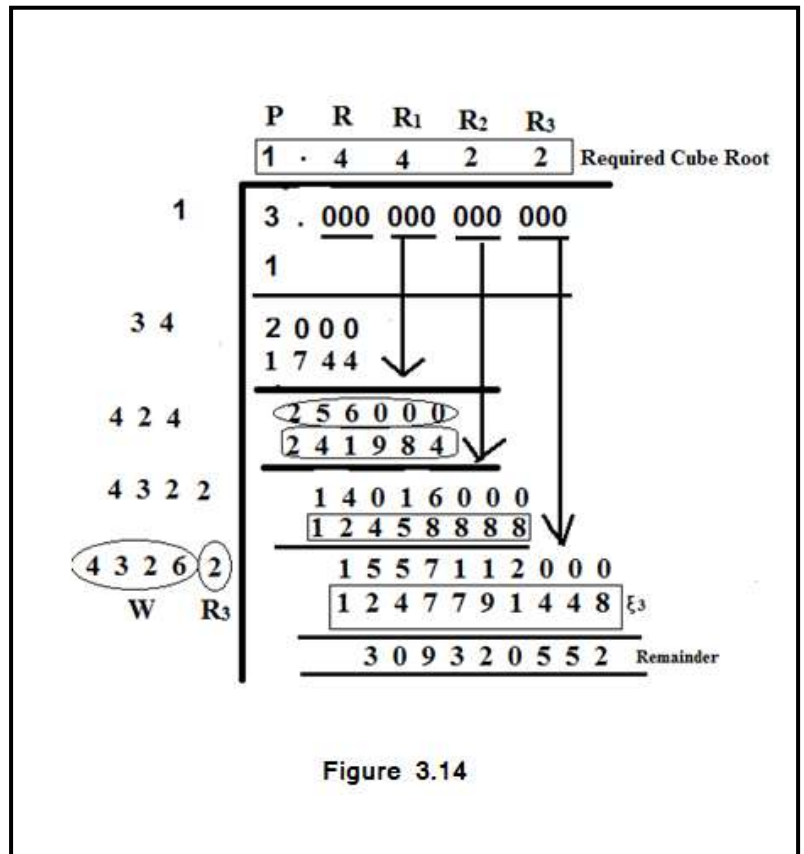 P R R1 R2 R3
1 . 4 4 2 2 Required Cube Root
1 3 . 000 000 000 000
1
3 4 2 0 0 0
1 7 4 4
4 2 4 2 5 6 0 0 0
2 4 1 9 8 4
4 3 2 2 1 4 0 1 6 0 0 0
1 2 4 5 8 8 8 8
4 3 2 6 2 1 5 5 7 1 1 2 0 0 0
W R3 1 2 4 7 7 9 1 4 4 8 ξ3
3 0 9 3 2 0 5 5 2 Remainder
Figure 3.14